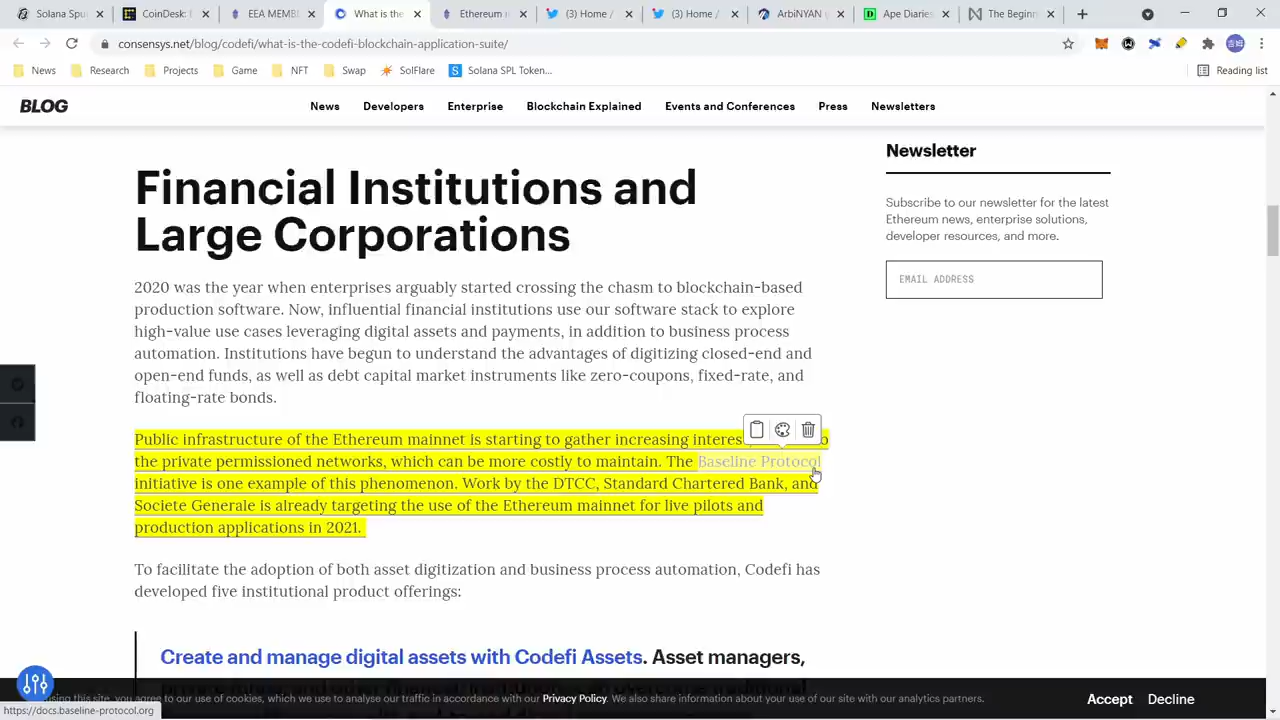 Solana Spu
CoinDesk: 
EEA MEMB
What is the
Ethereum r
(3) Home /
(3) Home /
ArbiNYAN
Ape Diaries
The Beginn
consensys.net/blog/codefi/what-is-the-codefi-blockchain-application-suite/
News Research Projects Game NFT Swap SolFlare Solana SPL Token... Reading list
BLOG News Developers Enterprise Blockchain Explained Events and Conferences Press Newsletters
Financial Institutions and
Large Corporations
2020 was the year when enterprises arguably started crossing the chasm to blockchain-based
production software. Now, influential financial institutions use our software stack to explore
high-value use cases leveraging digital assets and payments, in addition to business process
automation. Institutions have begun to understand the advantages of digitizing closed-end and
open-end funds, as well as debt capital market instruments like zero-coupons, fixed-rate, and
floating-rate bonds.
Public infrastructure of the Ethereum mainnet is starting to gather increasing interes
the private permissioned networks, which can be more costly to maintain. The Baseline Protocol
initiative is one example of this phenomenon. Work by the DTCC, Standard Chartered Bank, and
Societe Generale is already targeting the use of the Ethereum mainnet for live pilots and
production applications in 2021.
To facilitate the adoption of both asset digitization and business process automation, Codefi has
developed five institutional product offerings:
Create and manage digital assets with Codefi Assets. Asset managers,
Newsletter
Subscribe to our newsletter for the latest
Ethereum news, enterprise solutions,
developer resources, and more.
EMAIL ADDRESS
using this site, you agree to our use of cookies, which we use to analyse our traffic in accordance with our Privacy Policy. We also share information about your use of our site with our analytics partners.
Accept Decline
https://docs.baseline-protocol.org